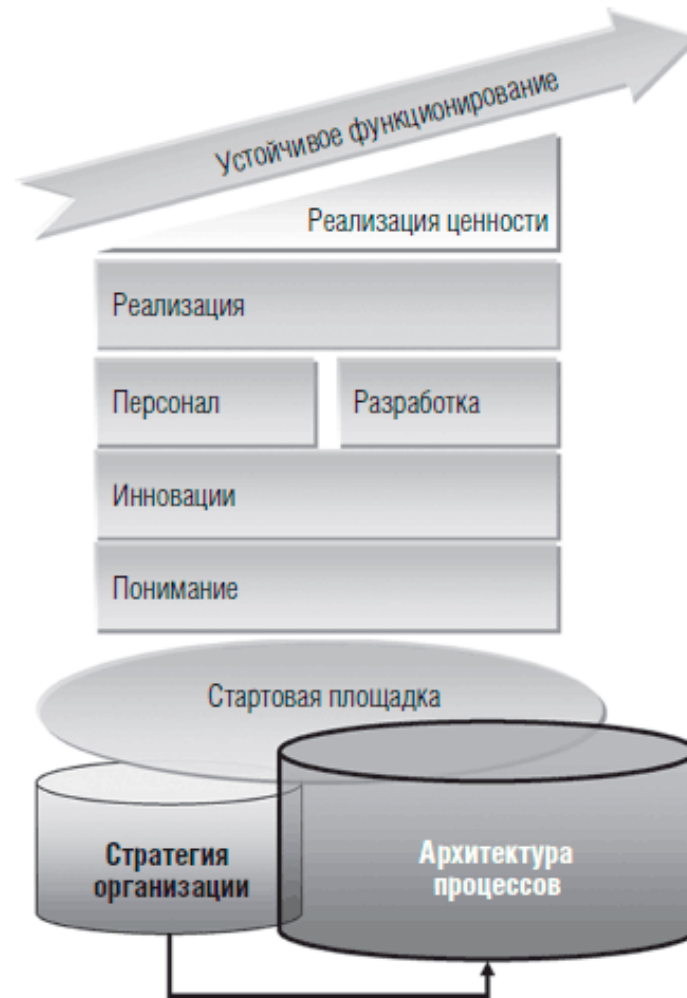 Устойчивое функционирование
Реализация ценности
Реализация
Персонал
Разработка
Инновации
Понимание
Стартовая площадка
Стратегия
организации
Архитектура
процессов